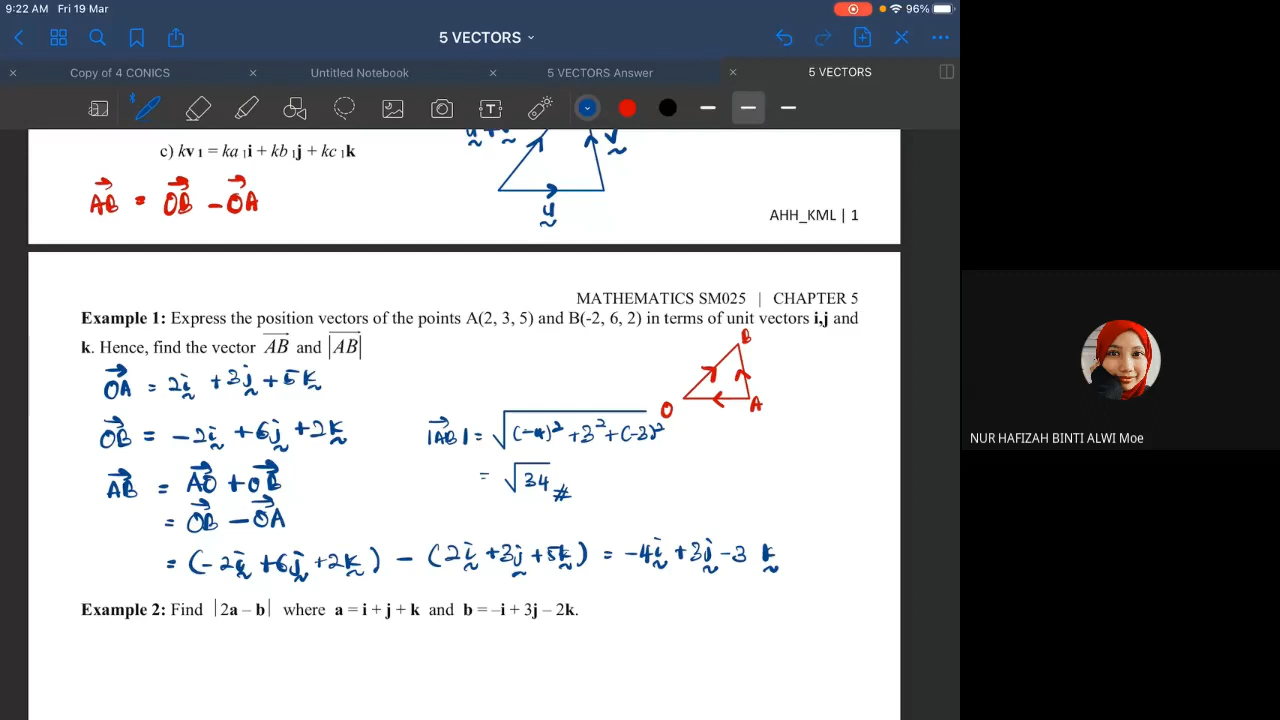 9:22 AM Fri 19 Mar
96%
5 VECTORS
Copy of 4 CONICS
Untitled Notebook
5 VECTORS Answer
5 VECTORS
c) kv₁ = ka₁i + kb₁j + kc₁k
AB = OB - OA
u
v
AHH_KML | 1
MATHEMATICS SM025 | CHAPTER 5
Example 1: Express the position vectors of the points A(2, 3, 5) and B(-2, 6, 2) in terms of unit vectors i,j and
k. Hence, find the vector AB and |AB|
B
O
A
OA = 2i + 3j + 5k
OB = -2i + 6j + 2k
|AB| = √(-4)² + 3² + (-3)²
AB = AO + OB
= √34 #
= OB - OA
= (-2i + 6j + 2k) - (2i + 3j + 5k) = -4i + 3j - 3k
Example 2: Find |2a – b| where a = i + j + k and b = –i + 3j – 2k.
NUR HAFIZAH BINTI ALWI Moe